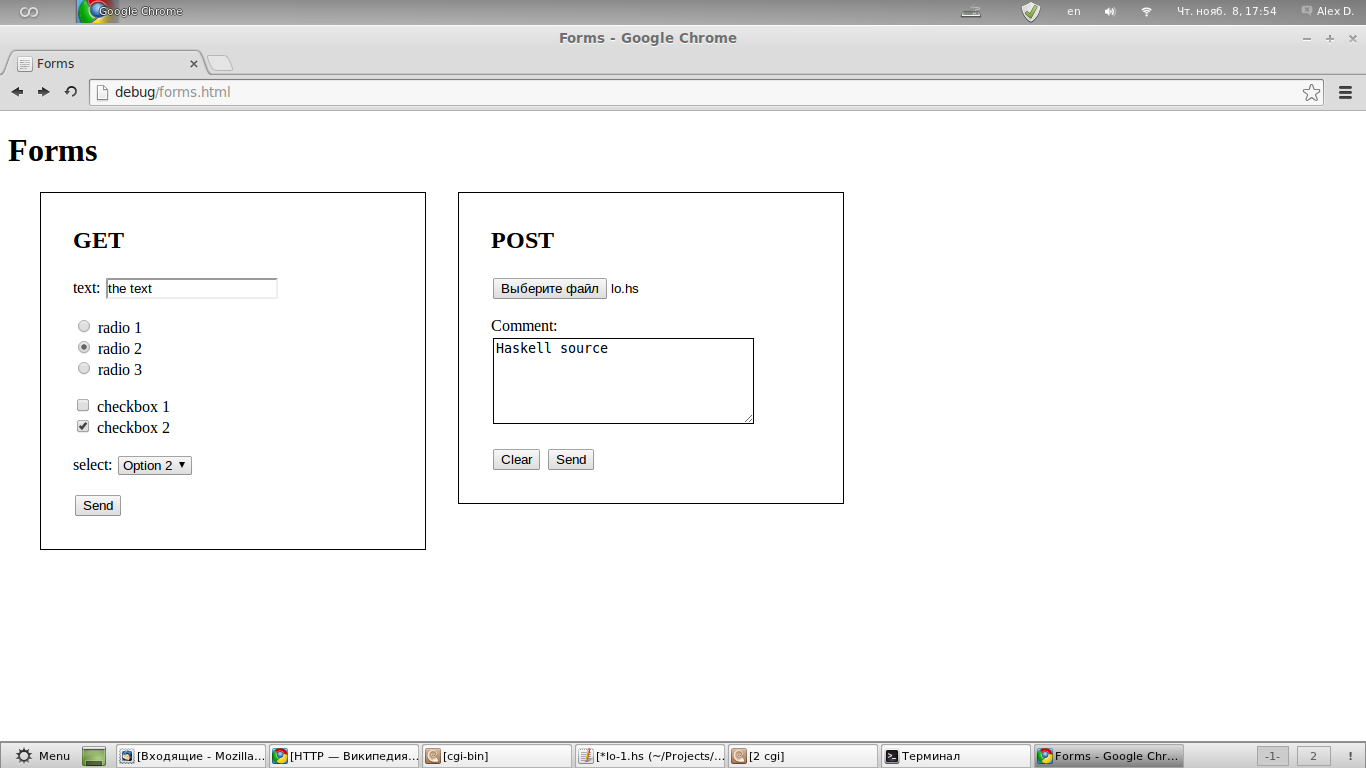 Google Chrome
en
Чт. нояб. 8, 17:54
Alex D.
Forms - Google Chrome
Forms
debug/forms.html
Forms
GET
text: the text
radio 1
radio 2
radio 3
checkbox 1
checkbox 2
select: Option 2
Send
POST
Выберите файл lo.hs
Comment:
Haskell source
Clear Send
Menu
[Входящие - Mozilla...
[HTTP — Википедия...
[cgi-bin]
[*lo-1.hs (~/Projects/...
[2 cgi]
Терминал
Forms - Google Chr...
-1-
2
!